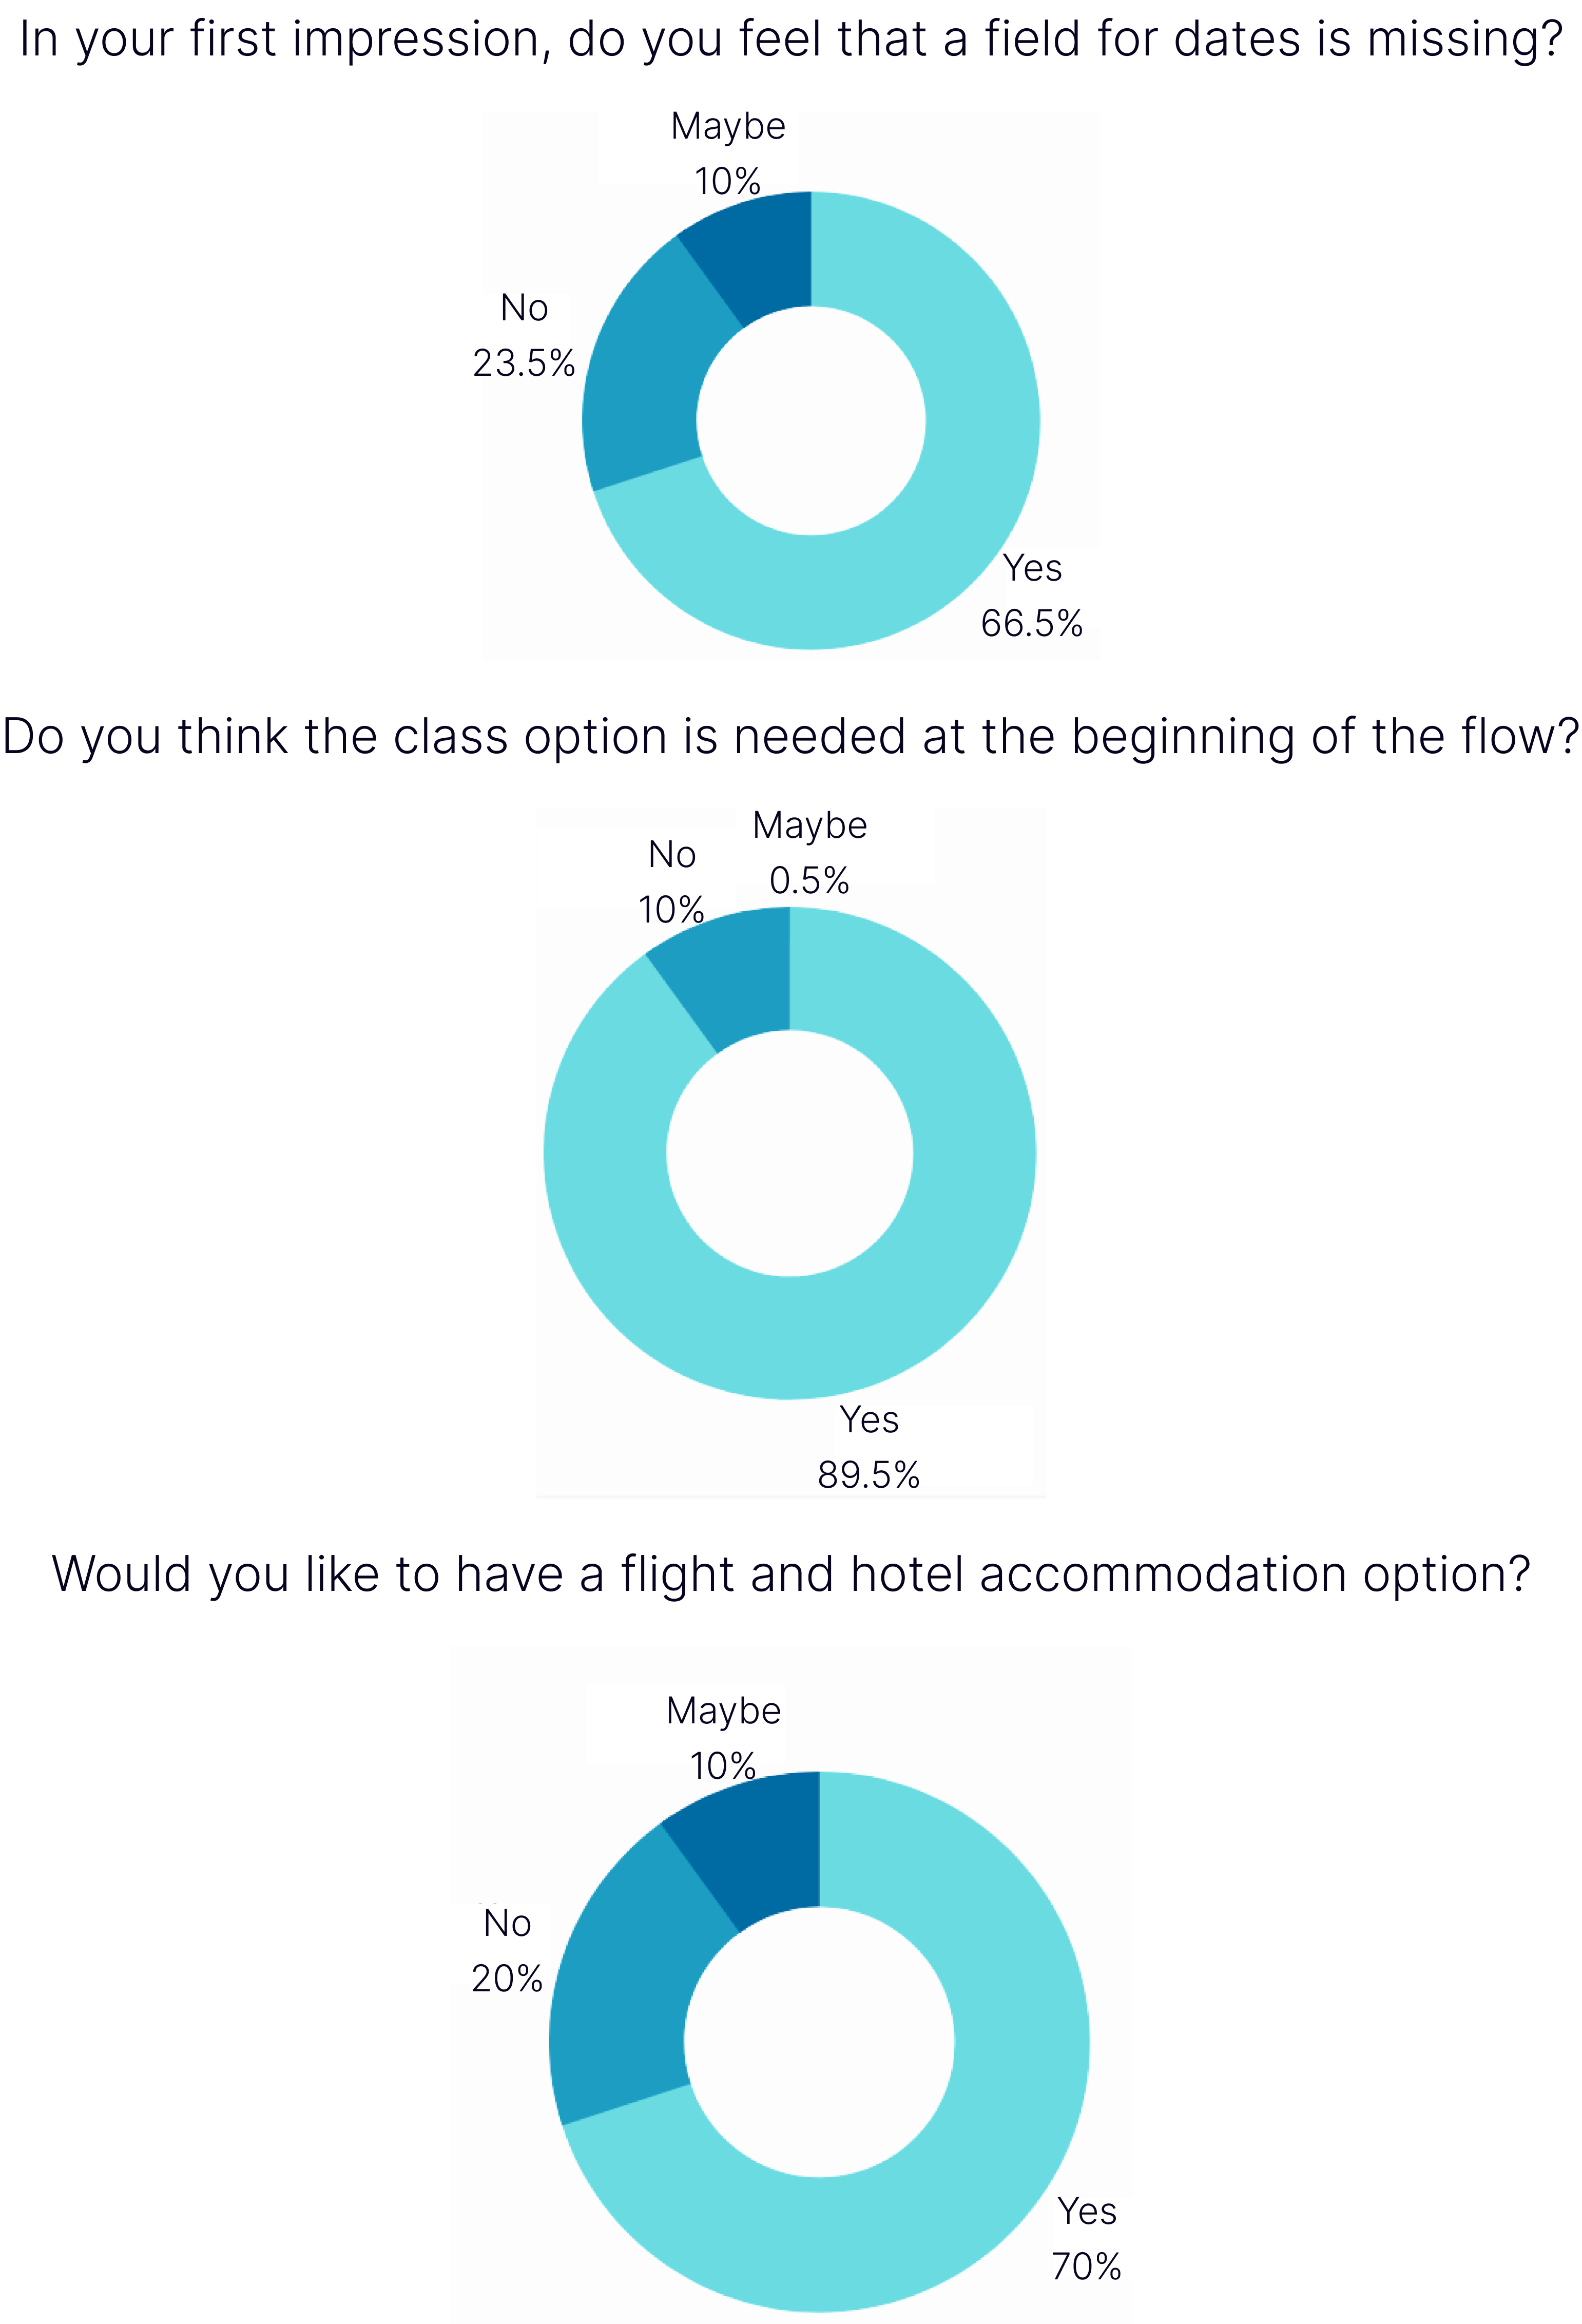 In your first impression, do you feel that a field for dates is missing?
Maybe
10%
No
23.5%
Yes
66.5%
Do you think the class option is needed at the beginning of the flow?
Maybe
0.5%
No
10%
Yes
89.5%
Would you like to have a flight and hotel accommodation option?
Maybe
10%
No
20%
Yes
70%